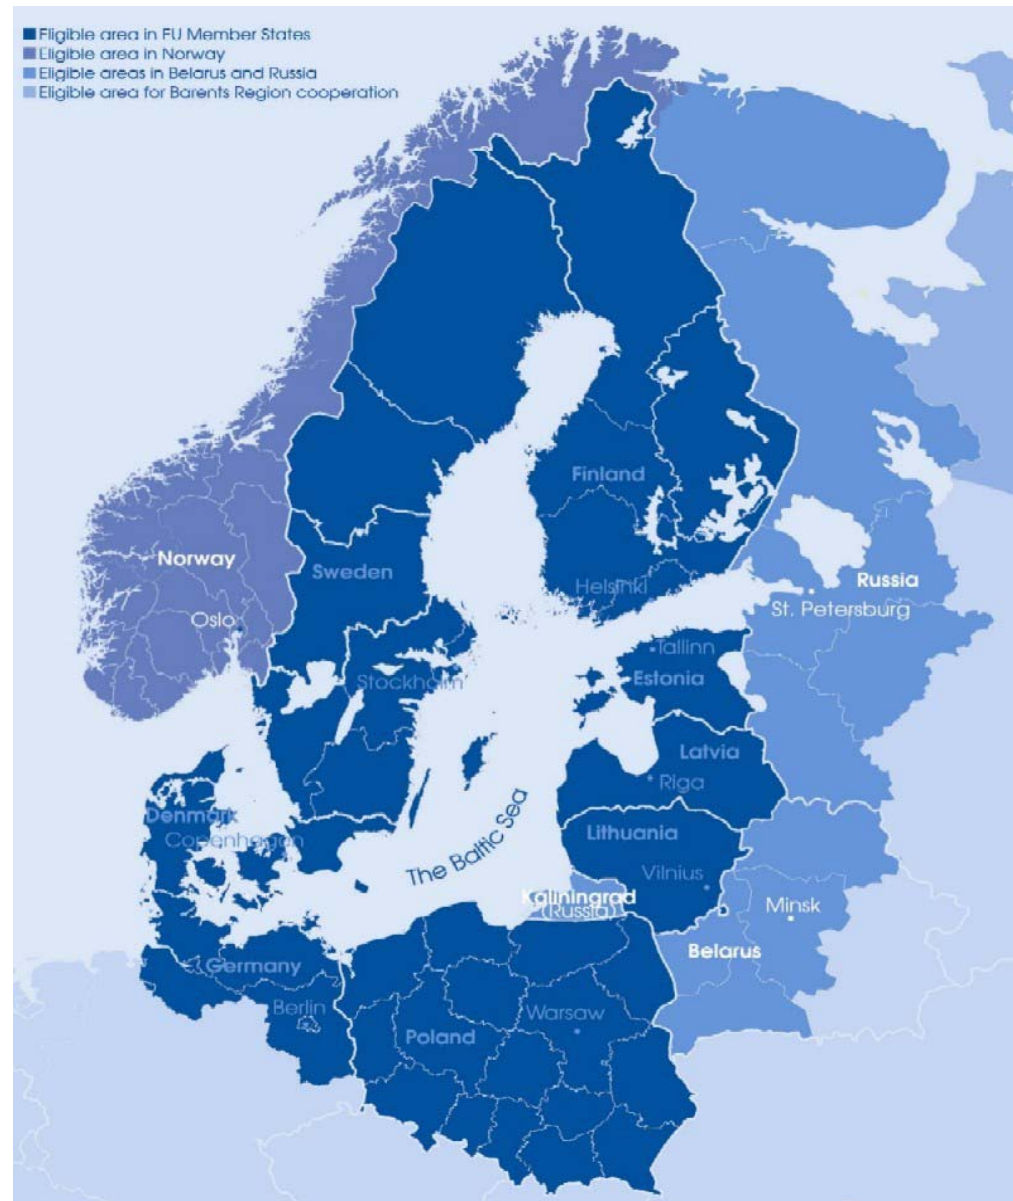 Eligible area in EU Member States
Eligible area in Norway
Eligible areas in Belarus and Russia
Eligible area for Barents Region cooperation
Finland
Norway
Sweden
Helsinki
Russia
St. Petersburg
Oslo
Tallinn
Stockholm
Estonia
Latvia
Riga
Denmark
Copenhagen
The Baltic Sea
Lithuania
Vilnius
Kaliningrad
(Russia)
Minsk
Belarus
Germany
Berlin
Warsaw
Poland